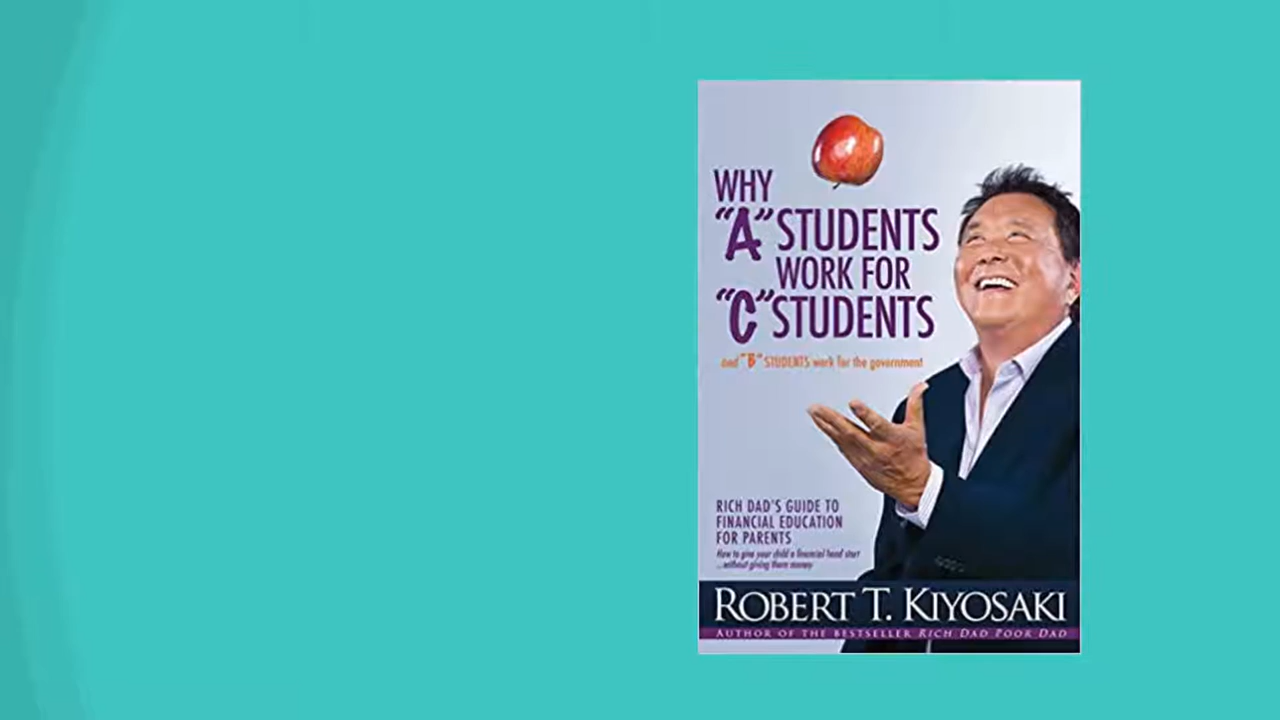 WHY
"A" STUDENTS
WORK FOR
"C" STUDENTS
and "B" STUDENTS work for the government
RICH DAD'S GUIDE TO
FINANCIAL EDUCATION
FOR PARENTS
How to give your child a financial head start
...without giving them money
ROBERT T. KIYOSAKI
AUTHOR OF THE BESTSELLER RICH DAD POOR DAD